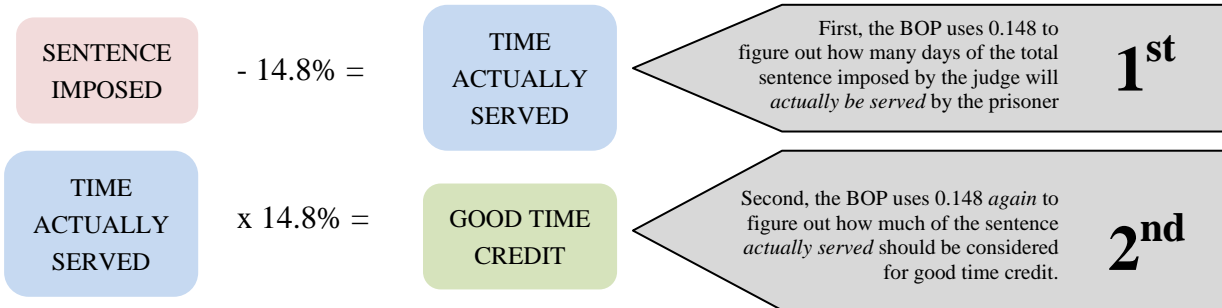 SENTENCE
IMPOSED
- 14.8% =
TIME
ACTUALLY
SERVED
First, the BOP uses 0.148 to
figure out how many days of the total
sentence imposed by the judge will
actually be served by the prisoner
1st
TIME
ACTUALLY
SERVED
x 14.8% =
GOOD TIME
CREDIT
Second, the BOP uses 0.148 again to
figure out how much of the sentence
actually served should be considered
for good time credit.
2nd